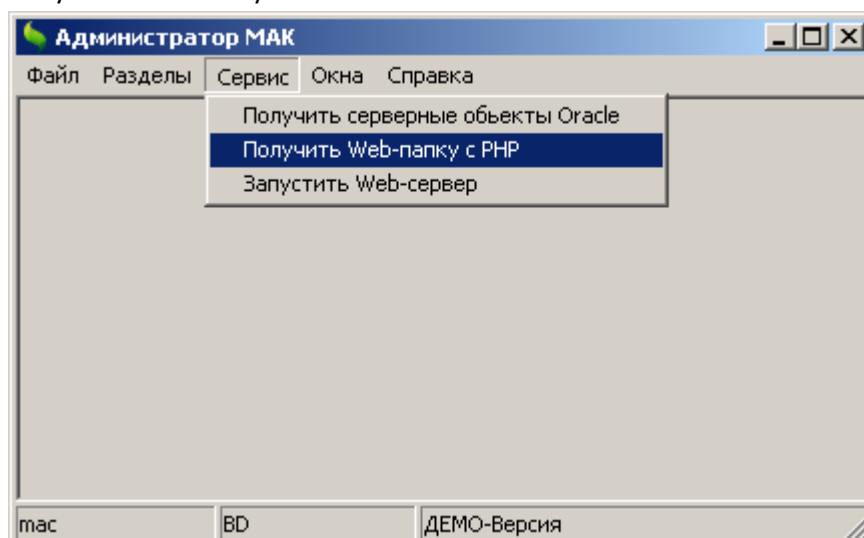 Администратор МАК
Файл Разделы Сервис Окна Справка
Получить серверные обьекты Oracle
Получить Web-папку с PHP
Запустить Web-сервер
mac BD ДЕМО-Версия